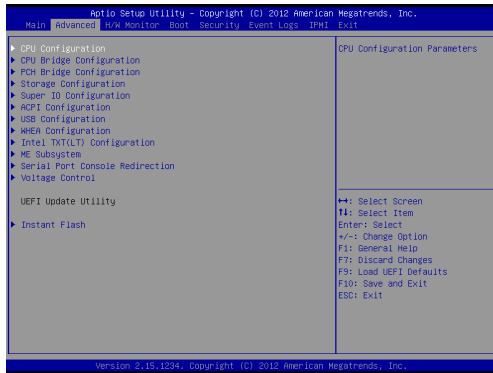 Aptio Setup Utility – Copyright (C) 2012 American Megatrends, Inc.
Main Advanced H/W Monitor Boot Security Event Logs IPMI Exit
CPU Configuration
CPU Bridge Configuration
PCH Bridge Configuration
Storage Configuration
Super IO Configuration
ACPI Configuration
USB Configuration
WHEA Configuration
Intel TXT(LT) Configuration
ME Subsystem
Serial Port Console Redirection
Voltage Control
UEFI Update Utility
Instant Flash
CPU Configuration Parameters
↔: Select Screen
↑↓: Select Item
Enter: Select
+/-: Change Option
F1: General Help
F7: Discard Changes
F9: Load UEFI Defaults
F10: Save and Exit
ESC: Exit
Version 2.15.1234. Copyright (C) 2012 American Megatrends, Inc.